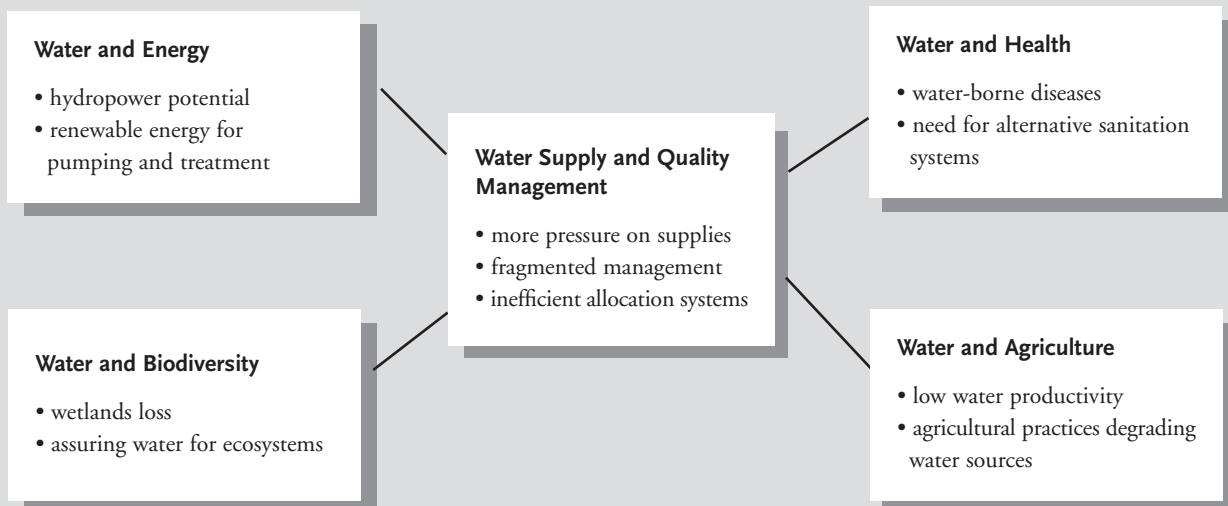 Water and Energy
• hydropower potential
• renewable energy for
pumping and treatment
Water and Health
• water-borne diseases
• need for alternative sanitation
systems
Water Supply and Quality
Management
• more pressure on supplies
• fragmented management
• inefficient allocation systems
Water and Biodiversity
• wetlands loss
• assuring water for ecosystems
Water and Agriculture
• low water productivity
• agricultural practices degrading
water sources